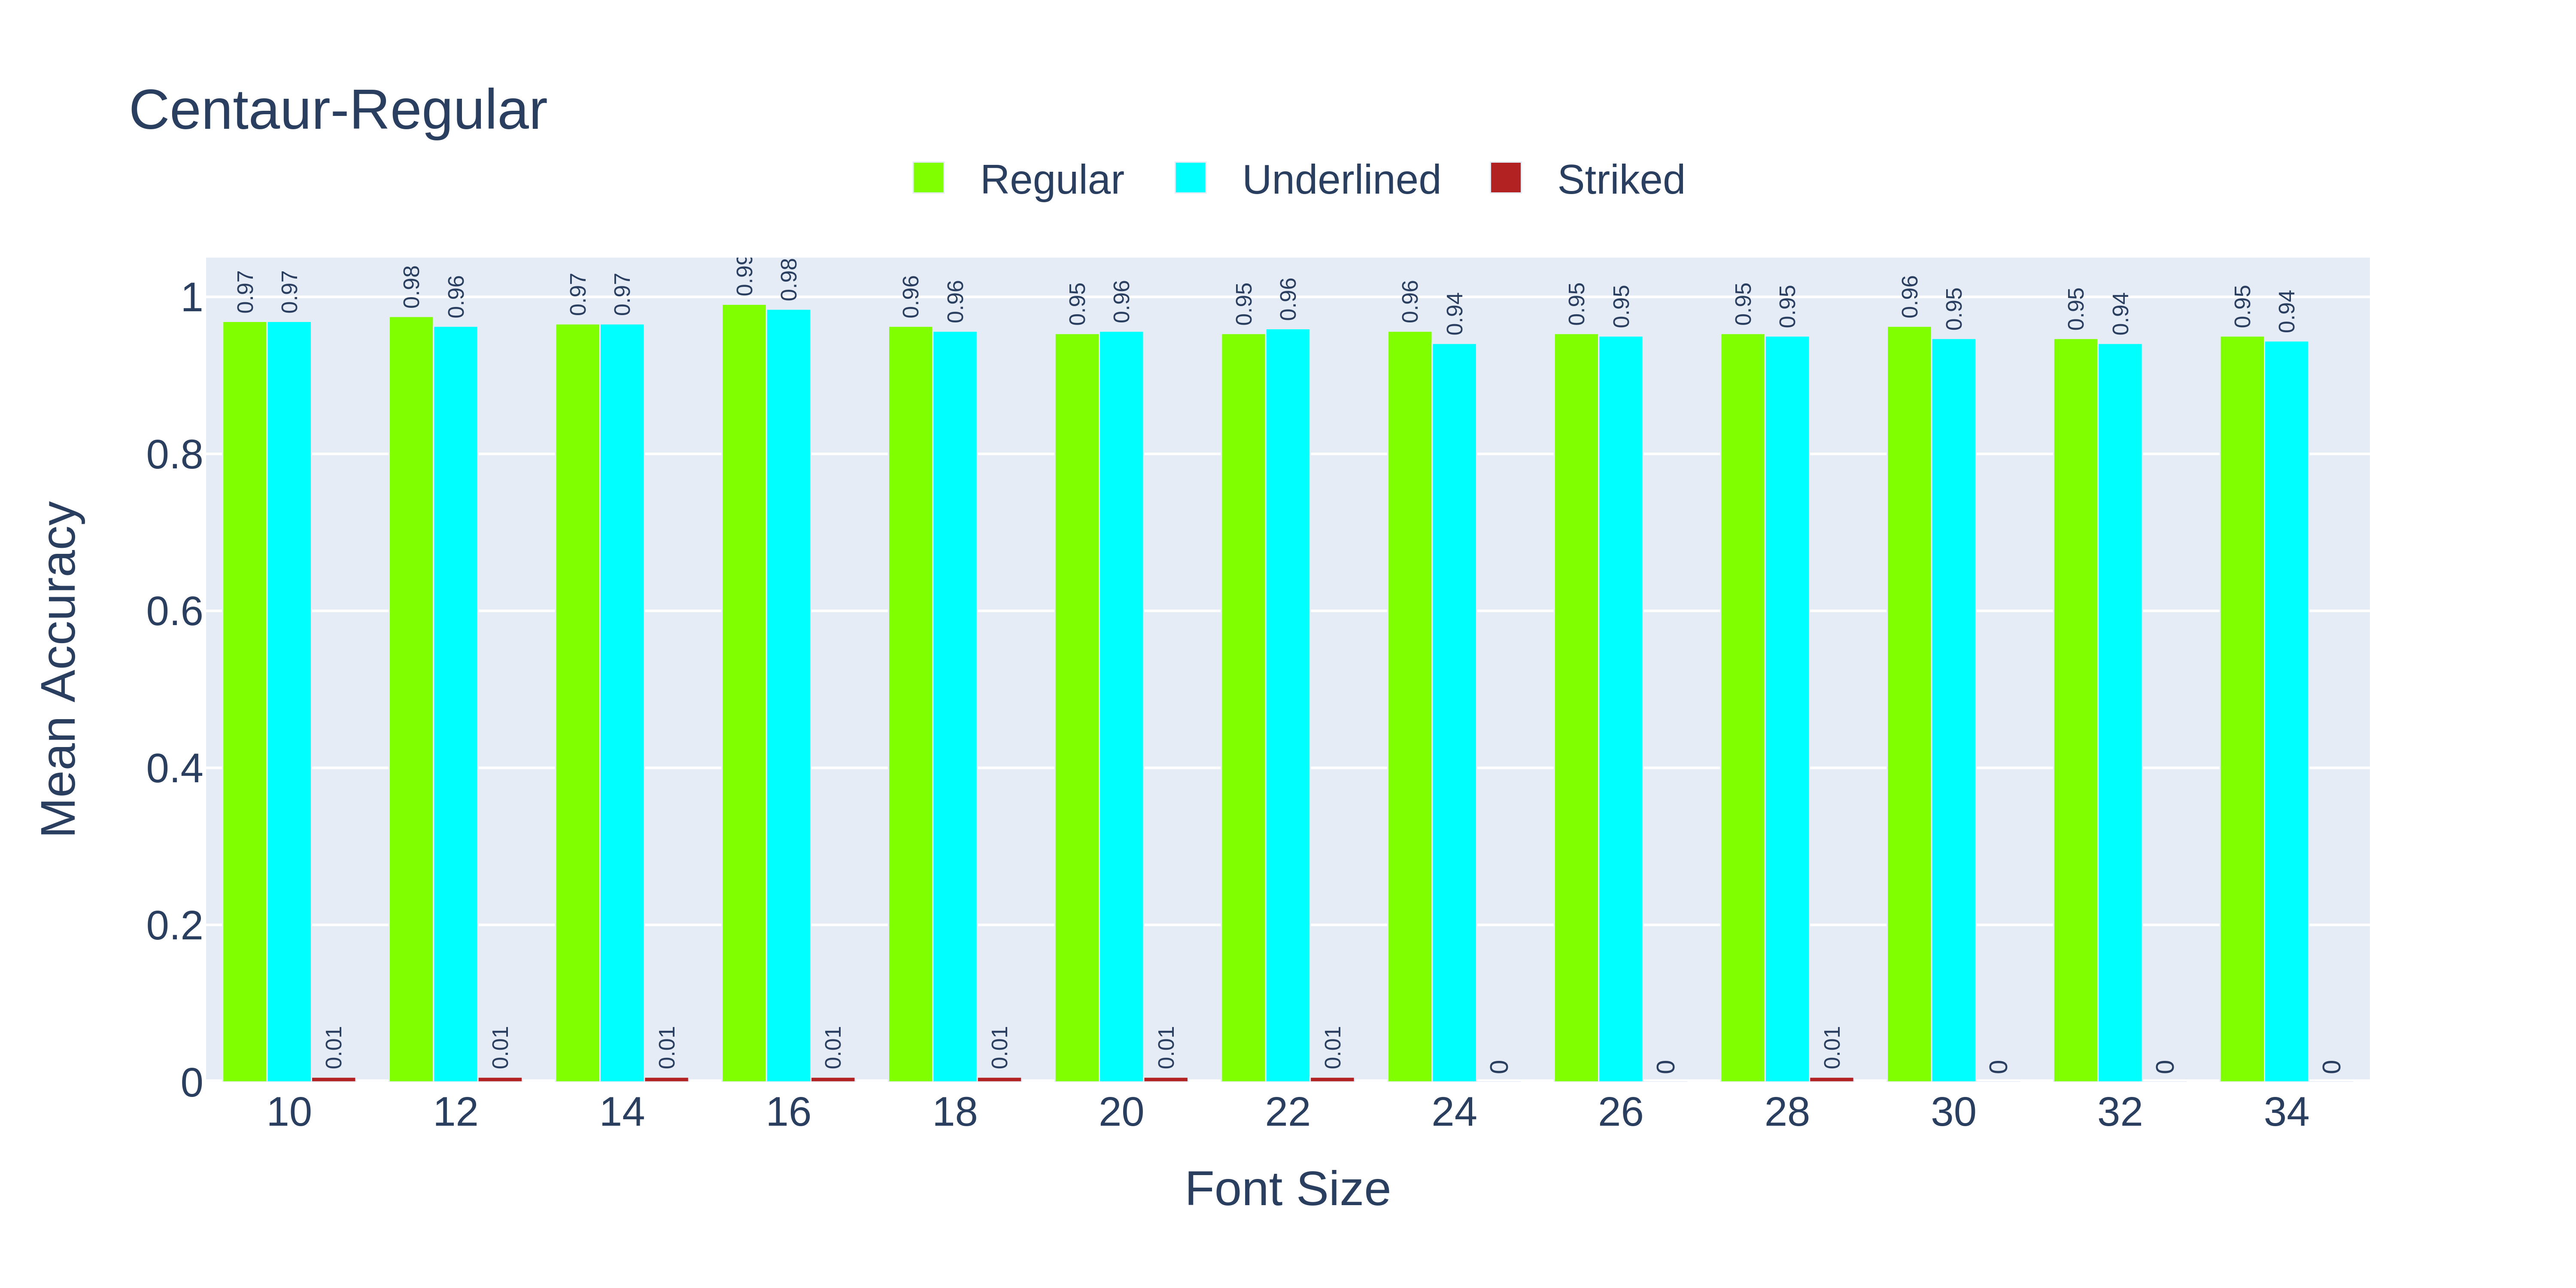 Centaur-Regular
Regular Underlined Striked
0.97 0.97 0.01 0.98 0.96 0.01 0.97 0.97 0.01 0.99 0.98 0.01 0.96 0.96 0.01 0.95 0.96 0.01 0.95 0.96 0.01 0.96 0.94 0 0.95 0.95 0 0.95 0.95 0.01 0.96 0.95 0 0.95 0.94 0 0.95 0.94 0
1
0.8
0.6
0.4
0.2
0
Mean Accuracy
10 12 14 16 18 20 22 24 26 28 30 32 34
Font Size